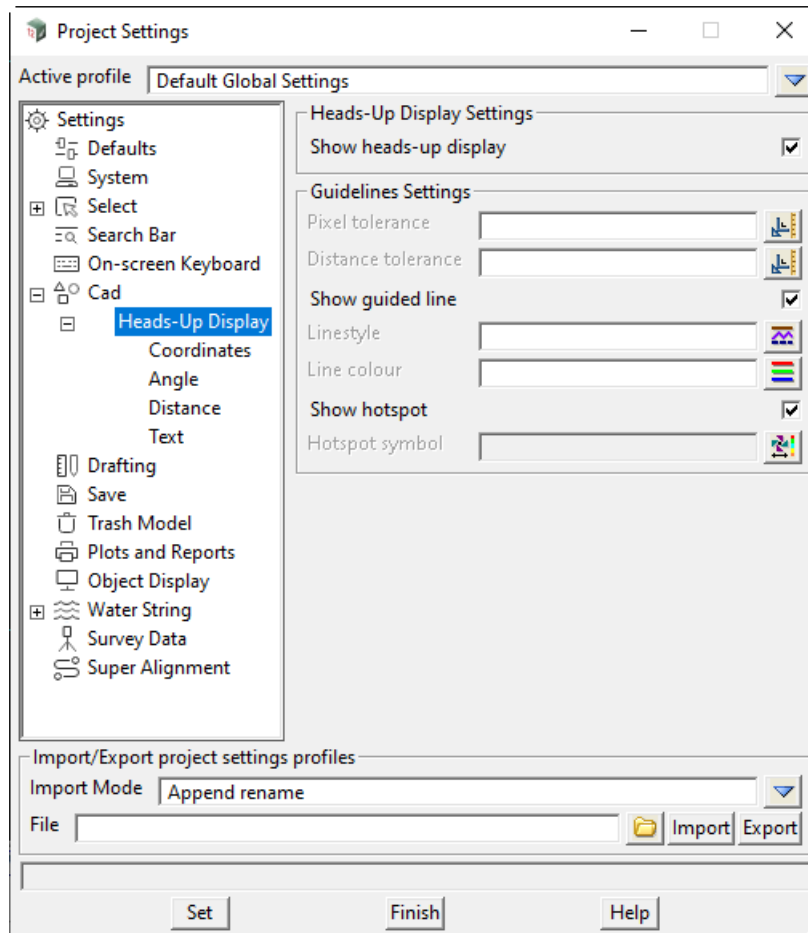 Project Settings
Active profile Default Global Settings
Settings
Defaults
System
Select
Search Bar
On-screen Keyboard
Cad
Heads-Up Display
Coordinates
Angle
Distance
Text
Drafting
Save
Trash Model
Plots and Reports
Object Display
Water String
Survey Data
Super Alignment
Heads-Up Display Settings
Show heads-up display
Guidelines Settings
Pixel tolerance
Distance tolerance
Show guided line
Linestyle
Line colour
Show hotspot
Hotspot symbol
Import/Export project settings profiles
Import Mode Append rename
File Import Export
Set Finish Help